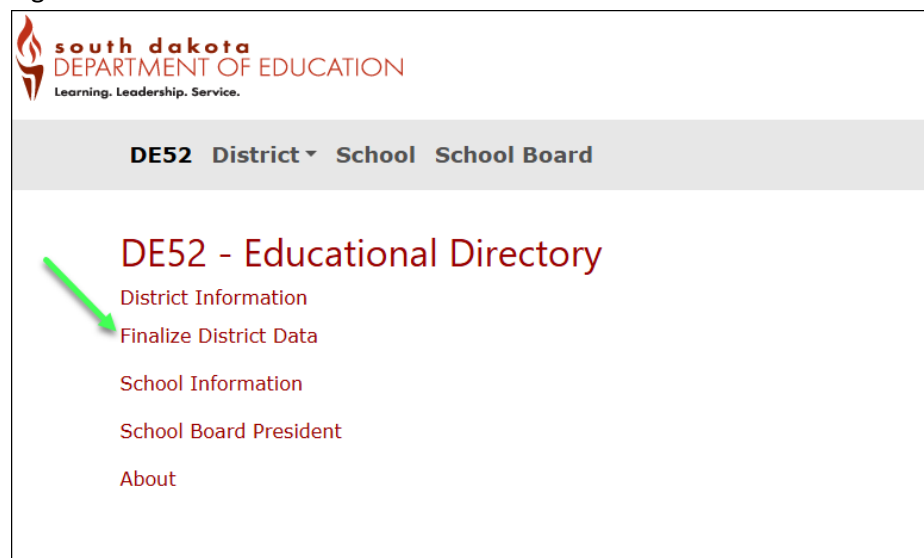 south dakota
DEPARTMENT OF EDUCATION
Learning. Leadership. Service.
DE52 District School School Board
DE52 - Educational Directory
District Information
Finalize District Data
School Information
School Board President
About